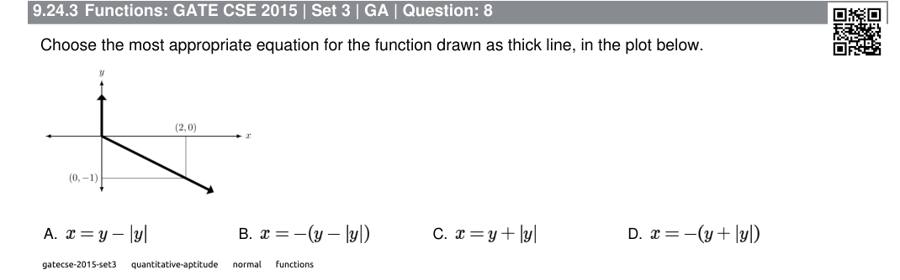 9.24.3 Functions: GATE CSE 2015 | Set 3 | GA | Question: 8
Choose the most appropriate equation for the function drawn as thick line, in the plot below.
y
(2, 0)
x
(0, −1)
A. x = y − |y| B. x = −(y − |y|) C. x = y + |y| D. x = −(y + |y|)
gatecse-2015-set3 quantitative-aptitude normal functions